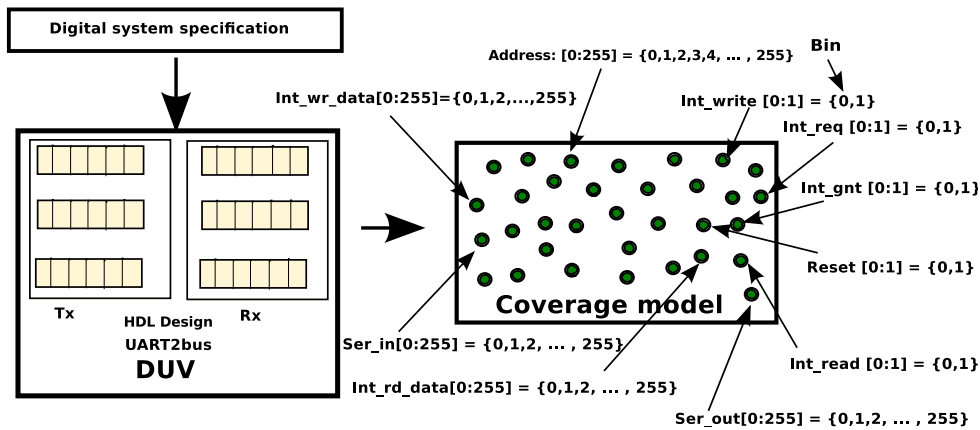 Digital system specification
Address: [0:255] = {0,1,2,3,4, ... , 255}
Bin
Int_wr_data[0:255]={0,1,2,...,255}
Int_write [0:1] = {0,1}
Int_req [0:1] = {0,1}
Int_gnt [0:1] = {0,1}
Reset [0:1] = {0,1}
Coverage model
Tx
Rx
HDL Design
UART2bus
DUV
Ser_in[0:255] = {0,1,2, ... , 255}
Int_read [0:1] = {0,1}
Int_rd_data[0:255] = {0,1,2, ... , 255}
Ser_out[0:255] = {0,1,2, ... , 255}